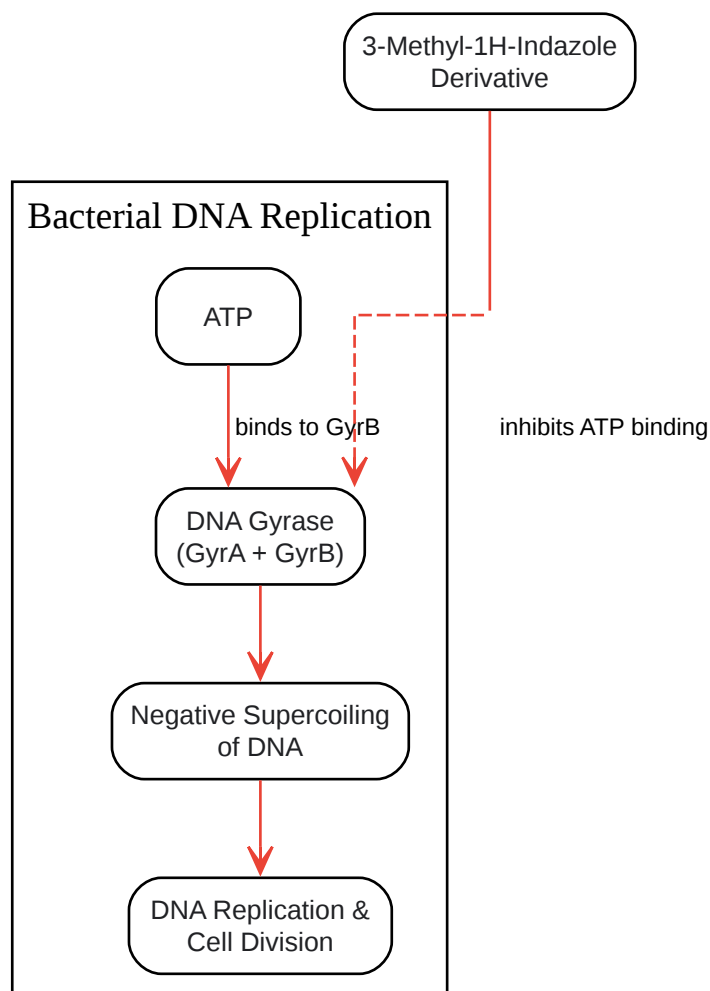 3-Methyl-1H-Indazole
Derivative
Bacterial DNA Replication
ATP
binds to GyrB
inhibits ATP binding
DNA Gyrase
(GyrA + GyrB)
Negative Supercoiling
of DNA
DNA Replication &
Cell Division